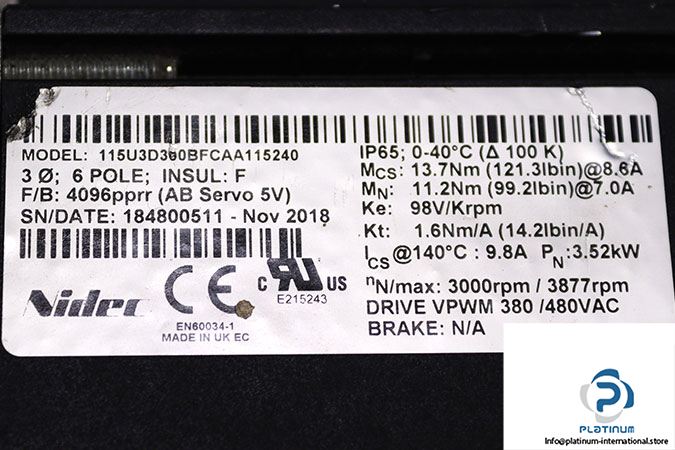 MODEL: 115U3D300BFCAA115240
3 Ø; 6 POLE; INSUL: F
F/B: 4096pprr (AB Servo 5V)
SN/DATE: 184800511 - Nov 2018
Nidec
CE
c UR US
E215243
EN60034-1
MADE IN UK EC
IP65; 0-40°C (Δ 100 K)
Mcs: 13.7Nm (121.3lbin)@8.6A
MN: 11.2Nm (99.2lbin)@7.0A
Ke: 98V/Krpm
Kt: 1.6Nm/A (14.2lbin/A)
ICS @140°C : 9.8A PN:3.52kW
nN/max: 3000rpm / 3877rpm
DRIVE VPWM 380 /480VAC
BRAKE: N/A
PLATINUM
Info@platinum-international.store